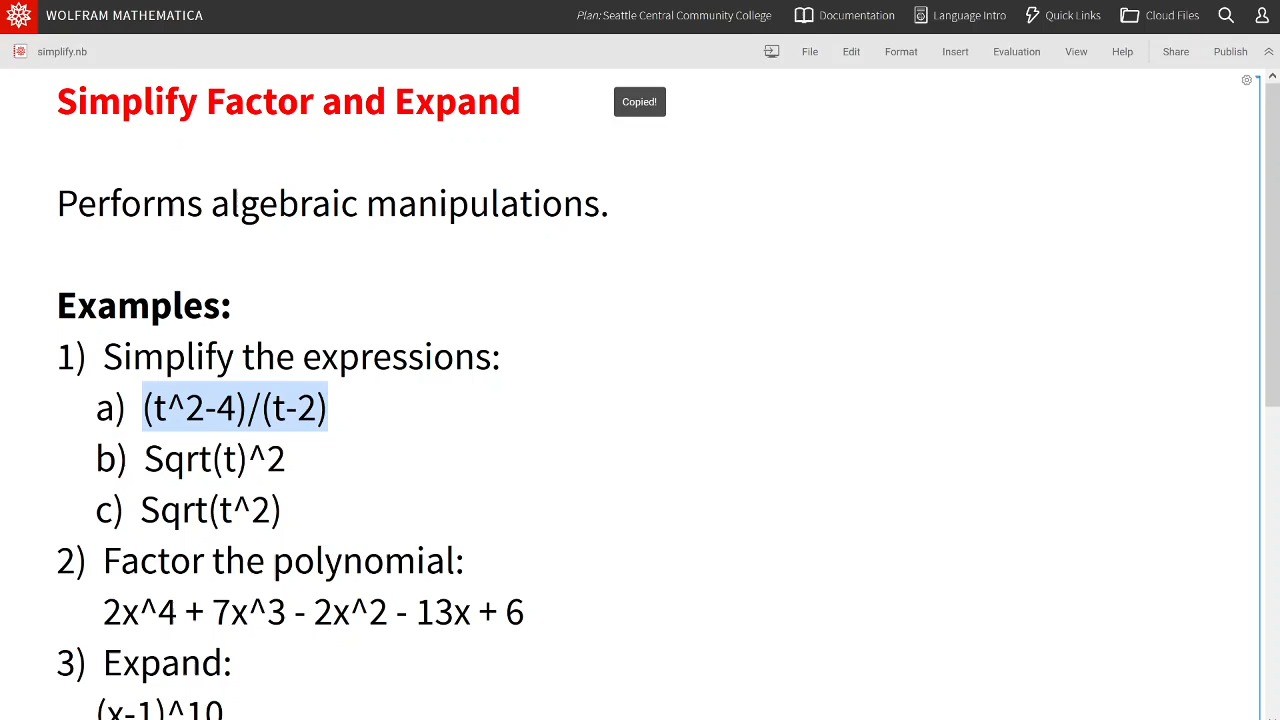 WOLFRAM MATHEMATICA Plan: Seattle Central Community College Documentation Language Intro Quick Links Cloud Files
simplify.nb File Edit Format Insert Evaluation View Help Share Publish
Simplify Factor and Expand
Copied!
Performs algebraic manipulations.
Examples:
1) Simplify the expressions:
a) (t^2-4)/(t-2)
b) Sqrt(t)^2
c) Sqrt(t^2)
2) Factor the polynomial:
2x^4 + 7x^3 - 2x^2 - 13x + 6
3) Expand:
(x-1)^10